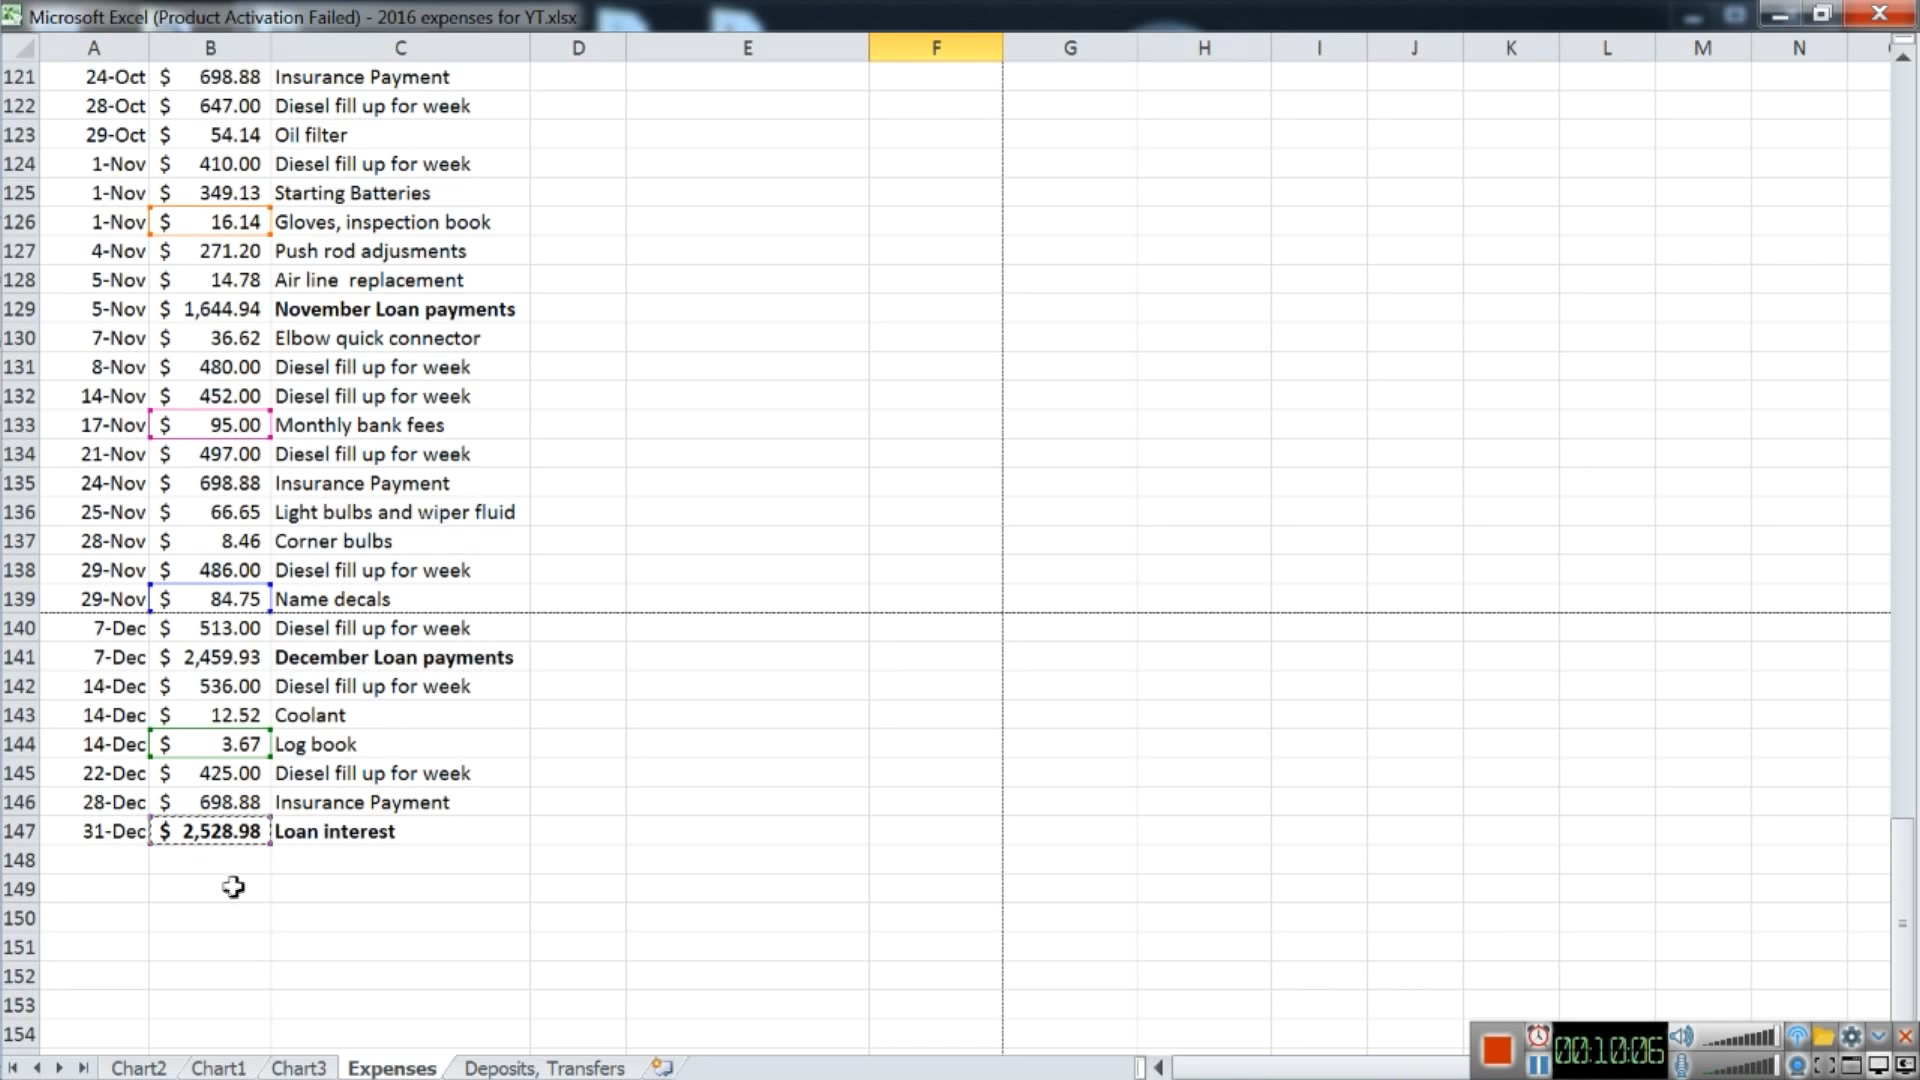 Microsoft Excel (Product Activation Failed) - 2016 expenses for YT.xlsx
A B C D E F G H I J K L M N
121 24-Oct $ 698.88 Insurance Payment
122 28-Oct $ 647.00 Diesel fill up for week
123 29-Oct $ 54.14 Oil filter
124 1-Nov $ 410.00 Diesel fill up for week
125 1-Nov $ 349.13 Starting Batteries
126 1-Nov $ 16.14 Gloves, inspection book
127 4-Nov $ 271.20 Push rod adjusments
128 5-Nov $ 14.78 Air line replacement
129 5-Nov $ 1,644.94 November Loan payments
130 7-Nov $ 36.62 Elbow quick connector
131 8-Nov $ 480.00 Diesel fill up for week
132 14-Nov $ 452.00 Diesel fill up for week
133 17-Nov $ 95.00 Monthly bank fees
134 21-Nov $ 497.00 Diesel fill up for week
135 24-Nov $ 698.88 Insurance Payment
136 25-Nov $ 66.65 Light bulbs and wiper fluid
137 28-Nov $ 8.46 Corner bulbs
138 29-Nov $ 486.00 Diesel fill up for week
139 29-Nov $ 84.75 Name decals
140 7-Dec $ 513.00 Diesel fill up for week
141 7-Dec $ 2,459.93 December Loan payments
142 14-Dec $ 536.00 Diesel fill up for week
143 14-Dec $ 12.52 Coolant
144 14-Dec $ 3.67 Log book
145 22-Dec $ 425.00 Diesel fill up for week
146 28-Dec $ 698.88 Insurance Payment
147 31-Dec $ 2,528.98 Loan interest
148
149
150
151
152
153
154
00:10:06
Chart2 Chart1 Chart3 Expenses Deposits, Transfers